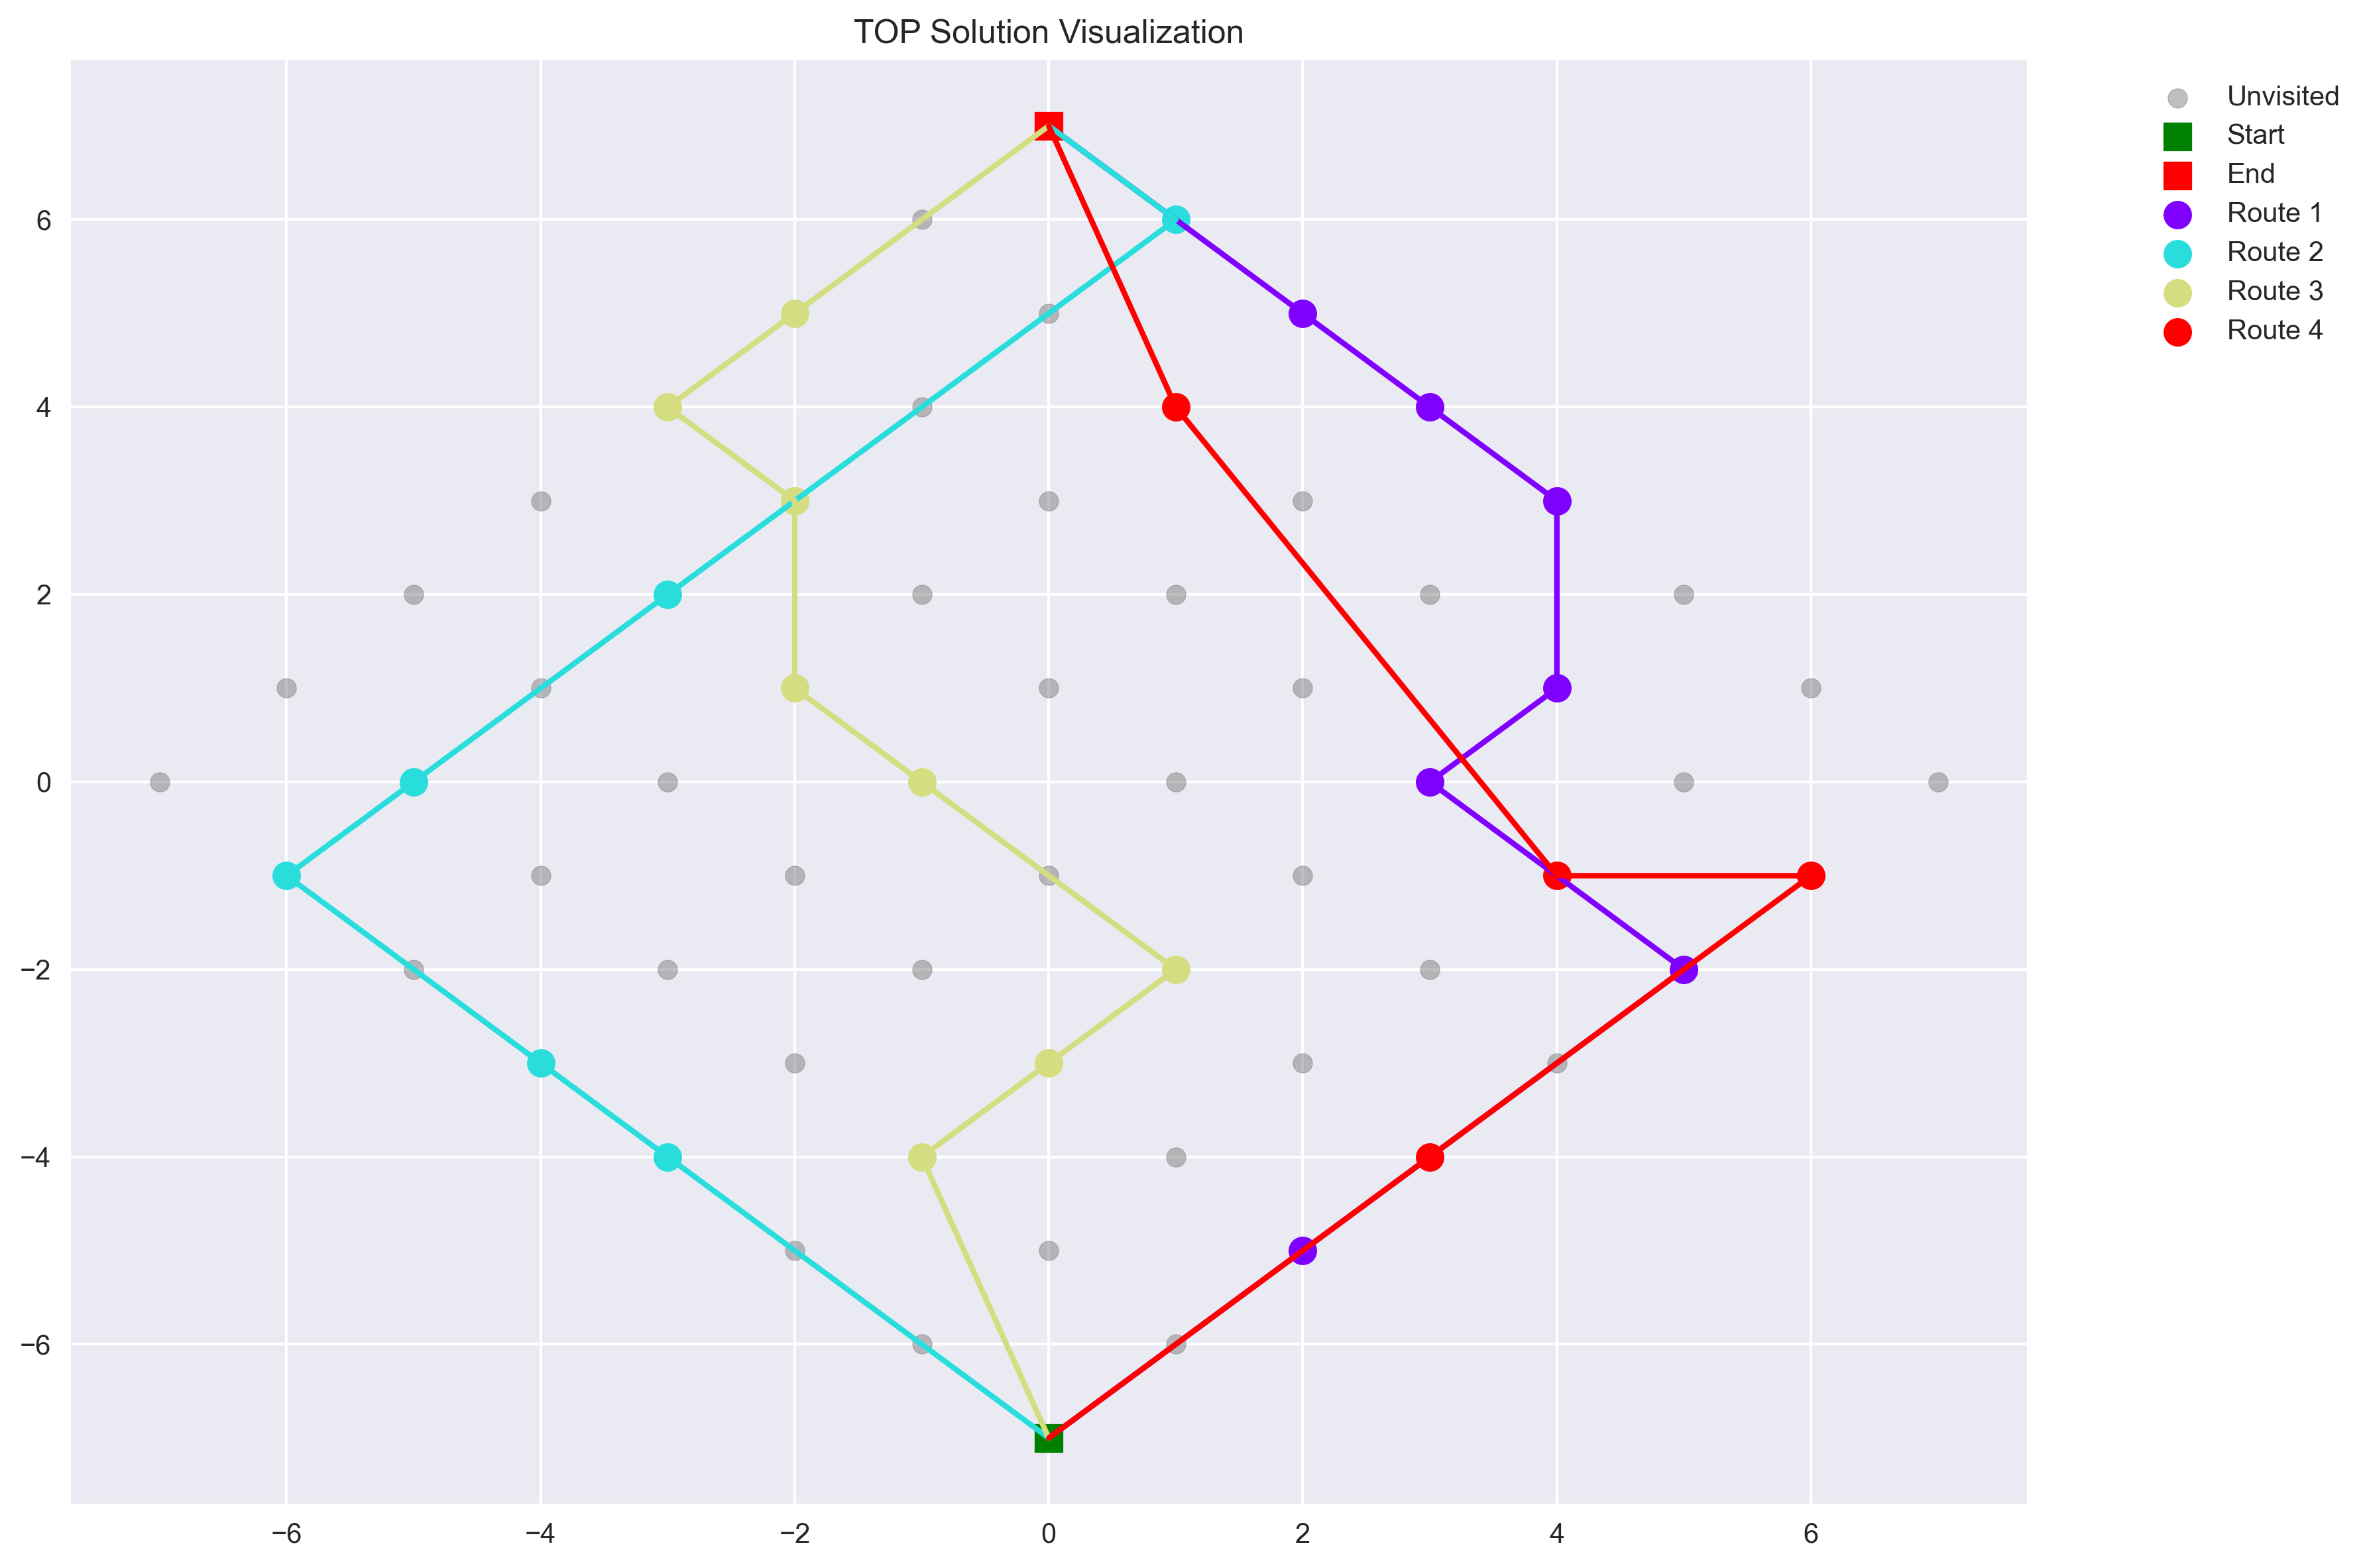 TOP Solution Visualization
Unvisited
Start
End
Route 1
Route 2
Route 3
Route 4
6
4
2
0
−2
−4
−6
−6 −4 −2 0 2 4 6